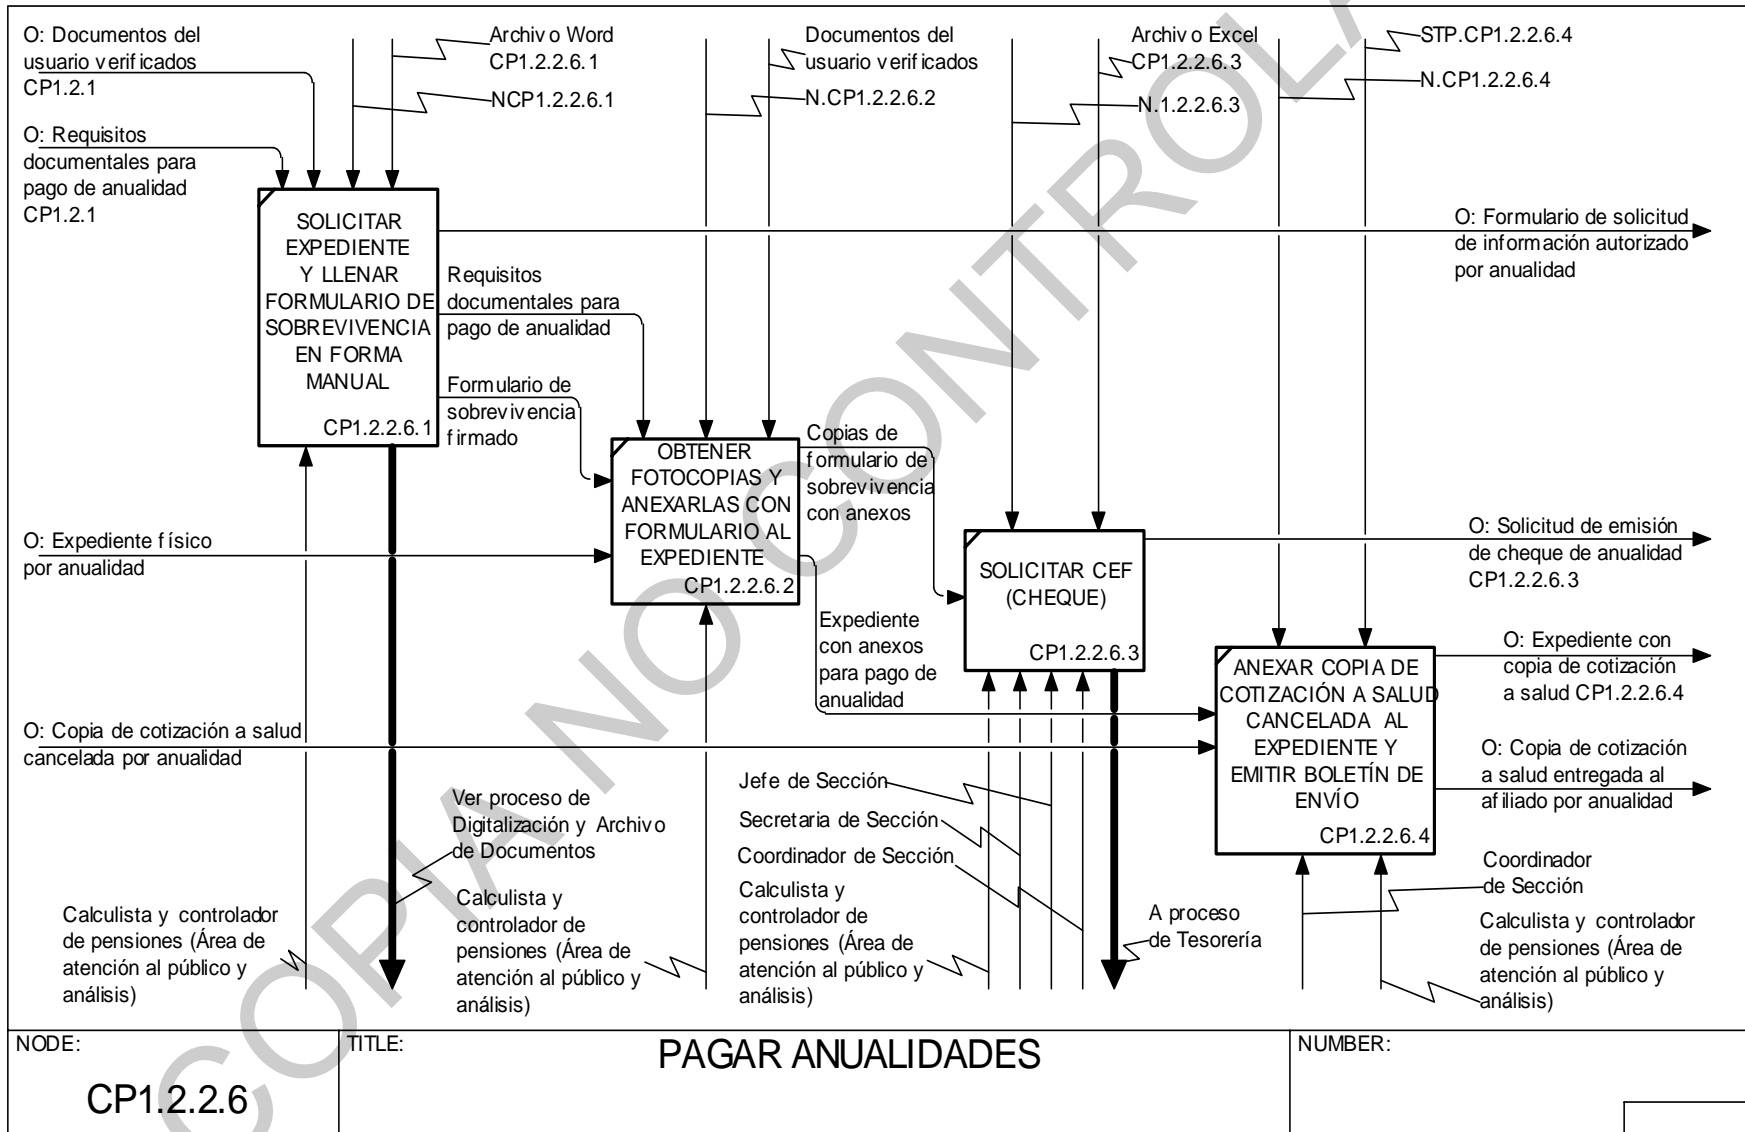 O: Documentos del
usuario verificados
CP1.2.1
Archivo Word
CP1.2.2.6.1
NCP1.2.2.6.1
Documentos del
usuario verificados
N.CP1.2.2.6.2
Archivo Excel
CP1.2.2.6.3
N.1.2.2.6.3
STP.CP1.2.2.6.4
N.CP1.2.2.6.4
O: Requisitos
documentales para
pago de anualidad
CP1.2.1
SOLICITAR
EXPEDIENTE
Y LLENAR
FORMULARIO DE
SOBREVIVENCIA
EN FORMA
MANUAL
CP1.2.2.6.1
O: Formulario de solicitud
de información autorizado
por anualidad
Requisitos
documentales para
pago de anualidad
Formulario de
sobrevivencia
firmado
OBTENER
FOTOCOPIAS Y
ANEXARLAS CON
FORMULARIO AL
EXPEDIENTE
CP1.2.2.6.2
Copias de
formulario de
sobrevivencia
con anexos
O: Expediente físico
por anualidad
SOLICITAR CEF
(CHEQUE)
CP1.2.2.6.3
O: Solicitud de emisión
de cheque de anualidad
CP1.2.2.6.3
Expediente
con anexos
para pago de
anualidad
ANEXAR COPIA DE
COTIZACIÓN A SALUD
CANCELADA AL
EXPEDIENTE Y
EMITIR BOLETÍN DE
ENVÍO
CP1.2.2.6.4
O: Expediente con
copia de cotización
a salud CP1.2.2.6.4
O: Copia de cotización
a salud entregada al
afiliado por anualidad
O: Copia de cotización a salud
cancelada por anualidad
Ver proceso de
Digitalización y Archivo
de Documentos
Jefe de Sección
Secretaria de Sección
Coordinador de Sección
Calculista y controlador
de pensiones (Área de
atención al público y
análisis)
Calculista y
controlador de
pensiones (Área de
atención al público y
análisis)
Calculista y
controlador de
pensiones (Área de
atención al público y
análisis)
A proceso
de Tesorería
Coordinador
de Sección
Calculista y controlador
de pensiones (Área de
atención al público y
análisis)
COPIA NO CONTROLA
NODE:
CP1.2.2.6
TITLE:
PAGAR ANUALIDADES
NUMBER: